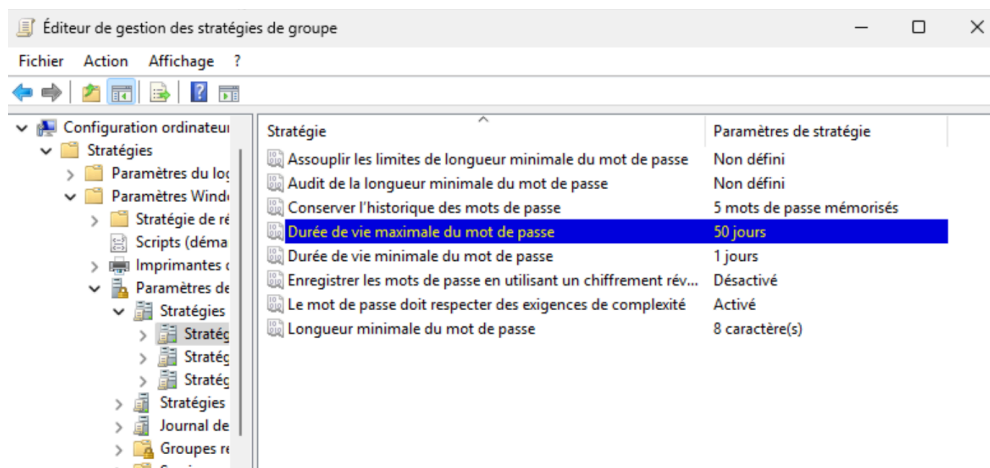 Éditeur de gestion des stratégies de groupe
Fichier Action Affichage ?
Configuration ordinateur
Stratégies
Paramètres du log
Paramètres Windo
Stratégie de ré
Scripts (déma
Imprimantes
Paramètres de
Stratégies
Stratég
Stratég
Stratég
Stratégies
Journal de
Groupes re
Stratégie Paramètres de stratégie
Assouplir les limites de longueur minimale du mot de passe Non défini
Audit de la longueur minimale du mot de passe Non défini
Conserver l'historique des mots de passe 5 mots de passe mémorisés
Durée de vie maximale du mot de passe 50 jours
Durée de vie minimale du mot de passe 1 jours
Enregistrer les mots de passe en utilisant un chiffrement rév... Désactivé
Le mot de passe doit respecter des exigences de complexité Activé
Longueur minimale du mot de passe 8 caractère(s)